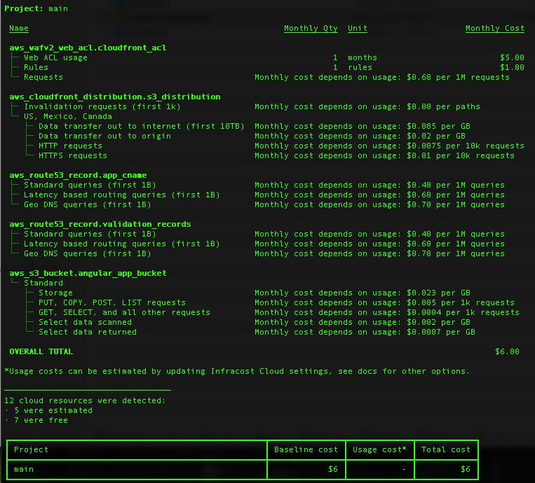 Project: main
Name Monthly Qty Unit Monthly Cost
aws_wafv2_web_acl.cloudfront_acl
├─ Web ACL usage 1 months $5.00
├─ Rules 1 rules $1.00
└─ Requests Monthly cost depends on usage: $0.60 per 1M requests
aws_cloudfront_distribution.s3_distribution
├─ Invalidation requests (first 1k) Monthly cost depends on usage: $0.00 per paths
└─ US, Mexico, Canada
├─ Data transfer out to internet (first 10TB) Monthly cost depends on usage: $0.085 per GB
├─ Data transfer out to origin Monthly cost depends on usage: $0.02 per GB
├─ HTTP requests Monthly cost depends on usage: $0.0075 per 10k requests
└─ HTTPS requests Monthly cost depends on usage: $0.01 per 10k requests
aws_route53_record.app_cname
├─ Standard queries (first 1B) Monthly cost depends on usage: $0.40 per 1M queries
├─ Latency based routing queries (first 1B) Monthly cost depends on usage: $0.60 per 1M queries
└─ Geo DNS queries (first 1B) Monthly cost depends on usage: $0.70 per 1M queries
aws_route53_record.validation_records
├─ Standard queries (first 1B) Monthly cost depends on usage: $0.40 per 1M queries
├─ Latency based routing queries (first 1B) Monthly cost depends on usage: $0.60 per 1M queries
└─ Geo DNS queries (first 1B) Monthly cost depends on usage: $0.70 per 1M queries
aws_s3_bucket.angular_app_bucket
└─ Standard
├─ Storage Monthly cost depends on usage: $0.023 per GB
├─ PUT, COPY, POST, LIST requests Monthly cost depends on usage: $0.005 per 1k requests
├─ GET, SELECT, and all other requests Monthly cost depends on usage: $0.0004 per 1k requests
├─ Select data scanned Monthly cost depends on usage: $0.002 per GB
└─ Select data returned Monthly cost depends on usage: $0.0007 per GB
OVERALL TOTAL $6.00
*Usage costs can be estimated by updating Infracost Cloud settings, see docs for other options.
12 cloud resources were detected:
· 5 were estimated
· 7 were free
Project Baseline cost Usage cost* Total cost
main $6 - $6